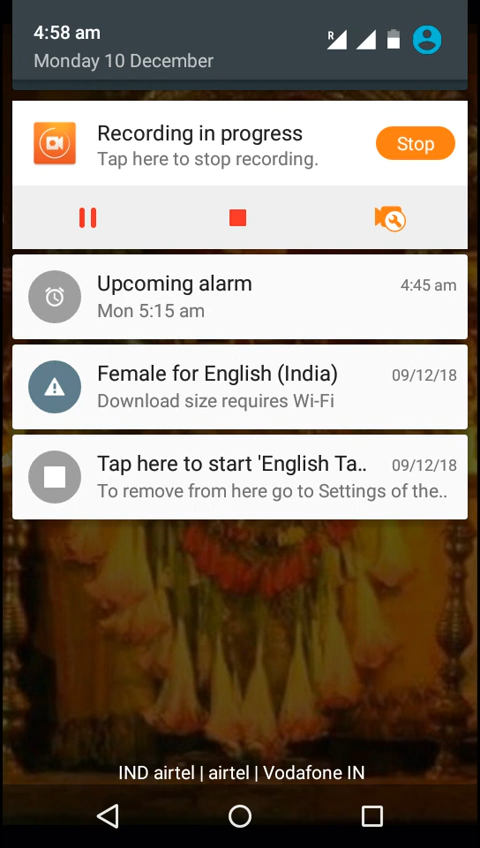 4:58 am
Monday 10 December
R
Recording in progress
Tap here to stop recording.
Stop
Upcoming alarm
4:45 am
Mon 5:15 am
Female for English (India)
09/12/18
Download size requires Wi-Fi
Tap here to start 'English Ta..
09/12/18
To remove from here go to Settings of the..
IND airtel | airtel | Vodafone IN